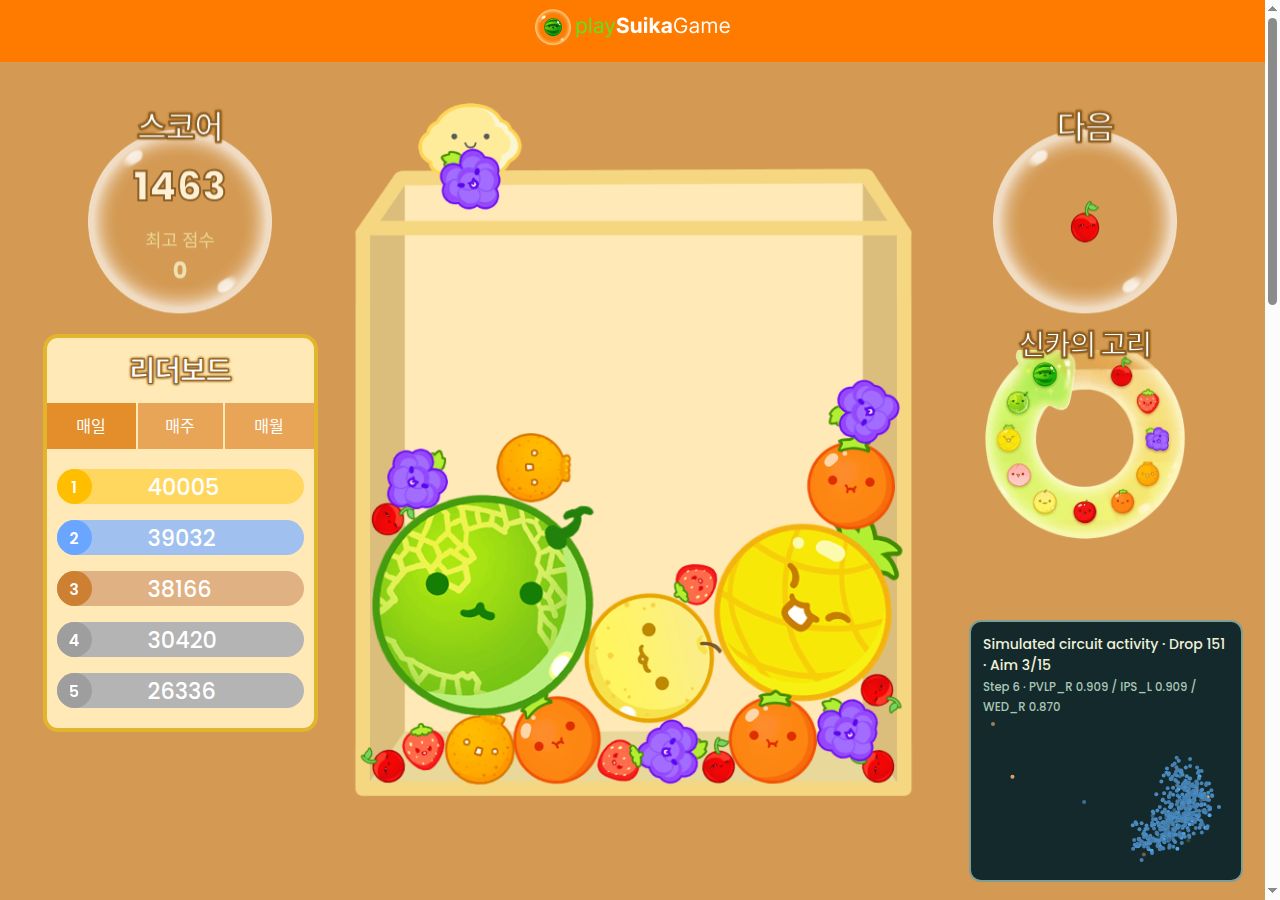 playSuikaGame
스코어
1463
최고 점수
0
다음
신카의 고리
리더보드
매일 매주 매월
1 40005
2 39032
3 38166
4 30420
5 26336
Simulated circuit activity · Drop 151
· Aim 3/15
Step 6 · PVLP_R 0.909 / IPS_L 0.909 /
WED_R 0.870